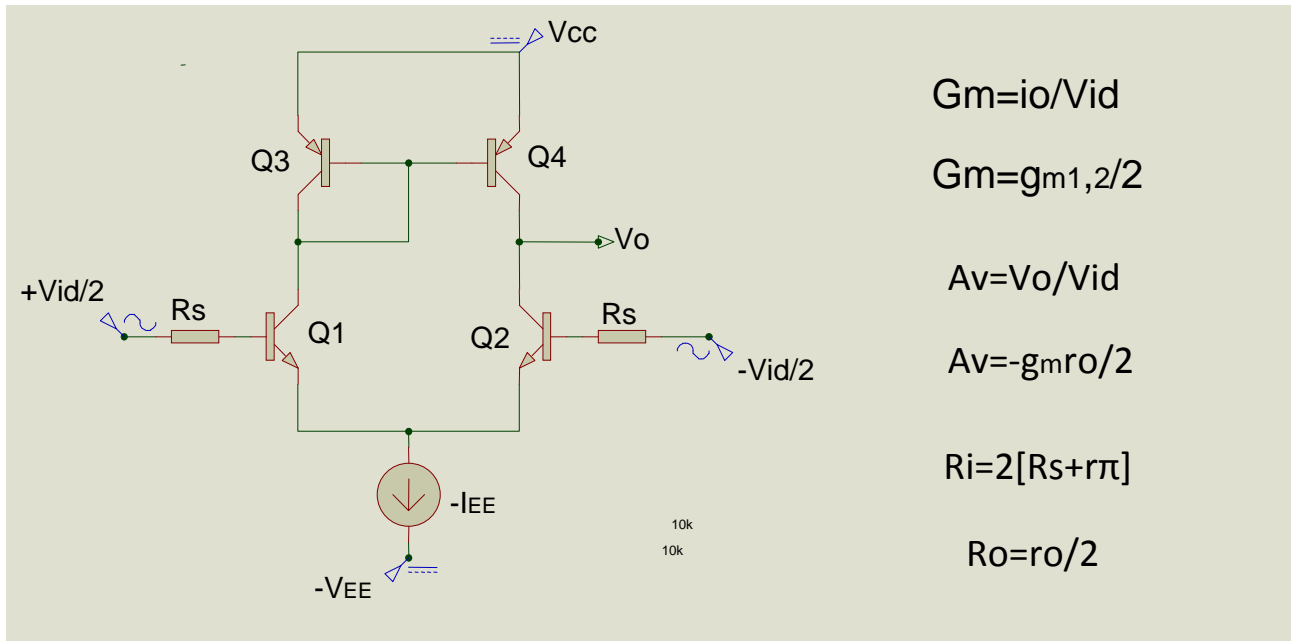 Vcc
Gm=io/Vid
Q3
Q4
Gm=gm1,2/2
Vo
Av=Vo/Vid
+Vid/2
Rs
Rs
Q1
Q2
-Vid/2
Av=-gmro/2
Ri=2[Rs+rπ]
-IEE
10k
10k
Ro=ro/2
-VEE